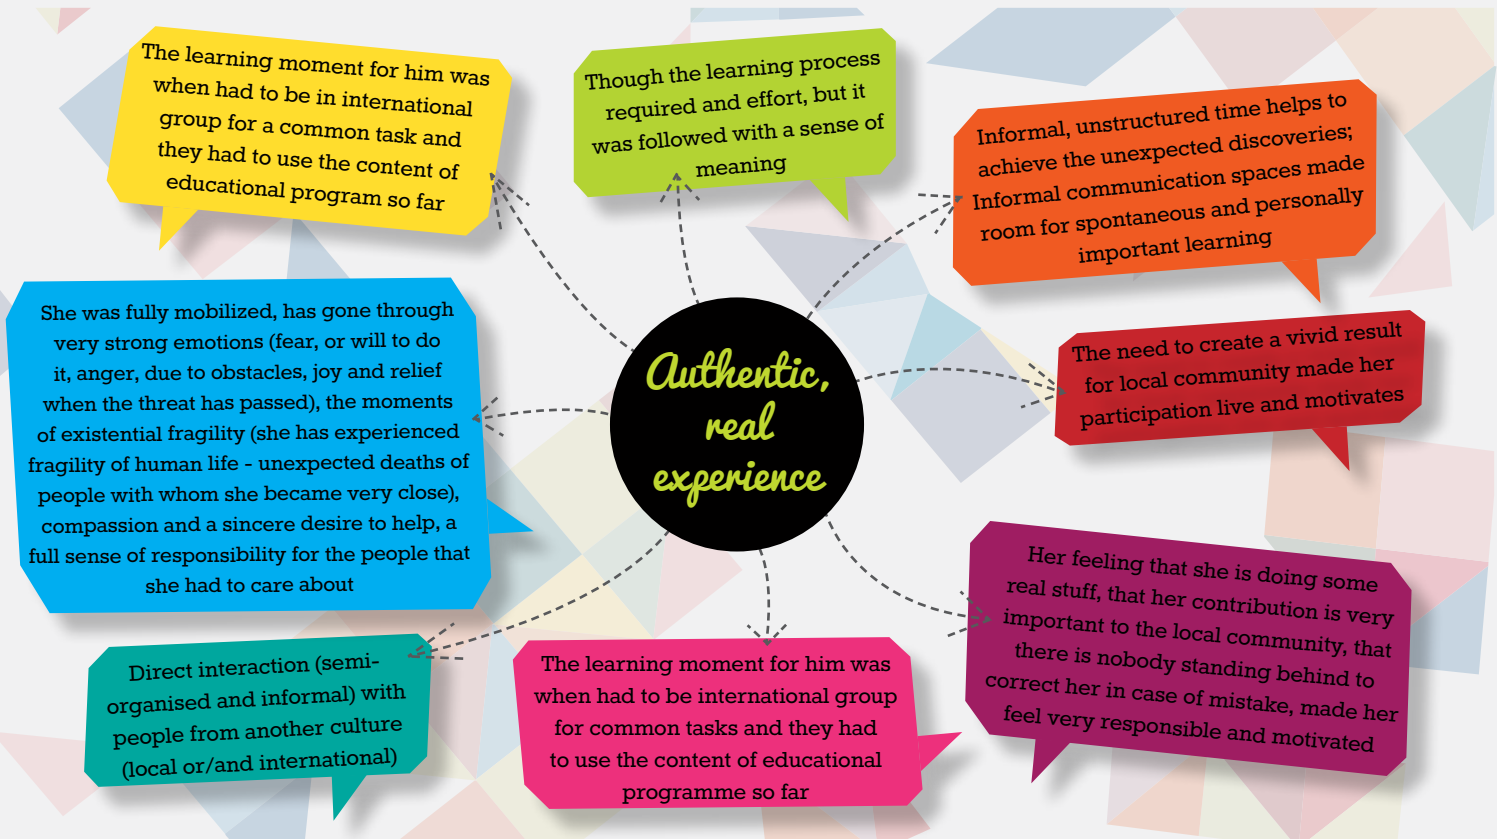 The learning moment for him was
when had to be in international
group for a common task and
they had to use the content of
educational program so far
Though the learning process
required and effort, but it
was followed with a sense of
meaning
Informal, unstructured time helps to
achieve the unexpected discoveries;
Informal communication spaces made
room for spontaneous and personally
important learning
She was fully mobilized, has gone through
very strong emotions (fear, or will to do
it, anger, due to obstacles, joy and relief
when the threat has passed), the moments
of existential fragility (she has experienced
fragility of human life - unexpected deaths of
people with whom she became very close),
compassion and a sincere desire to help, a
full sense of responsibility for the people that
she had to care about
Authentic,
real
experience
The need to create a vivid result
for local community made her
participation live and motivates
Her feeling that she is doing some
real stuff, that her contribution is very
important to the local community, that
there is nobody standing behind to
correct her in case of mistake, made her
feel very responsible and motivated
Direct interaction (semi-
organised and informal) with
people from another culture
(local or/and international)
The learning moment for him was
when had to be international group
for common tasks and they had
to use the content of educational
programme so far